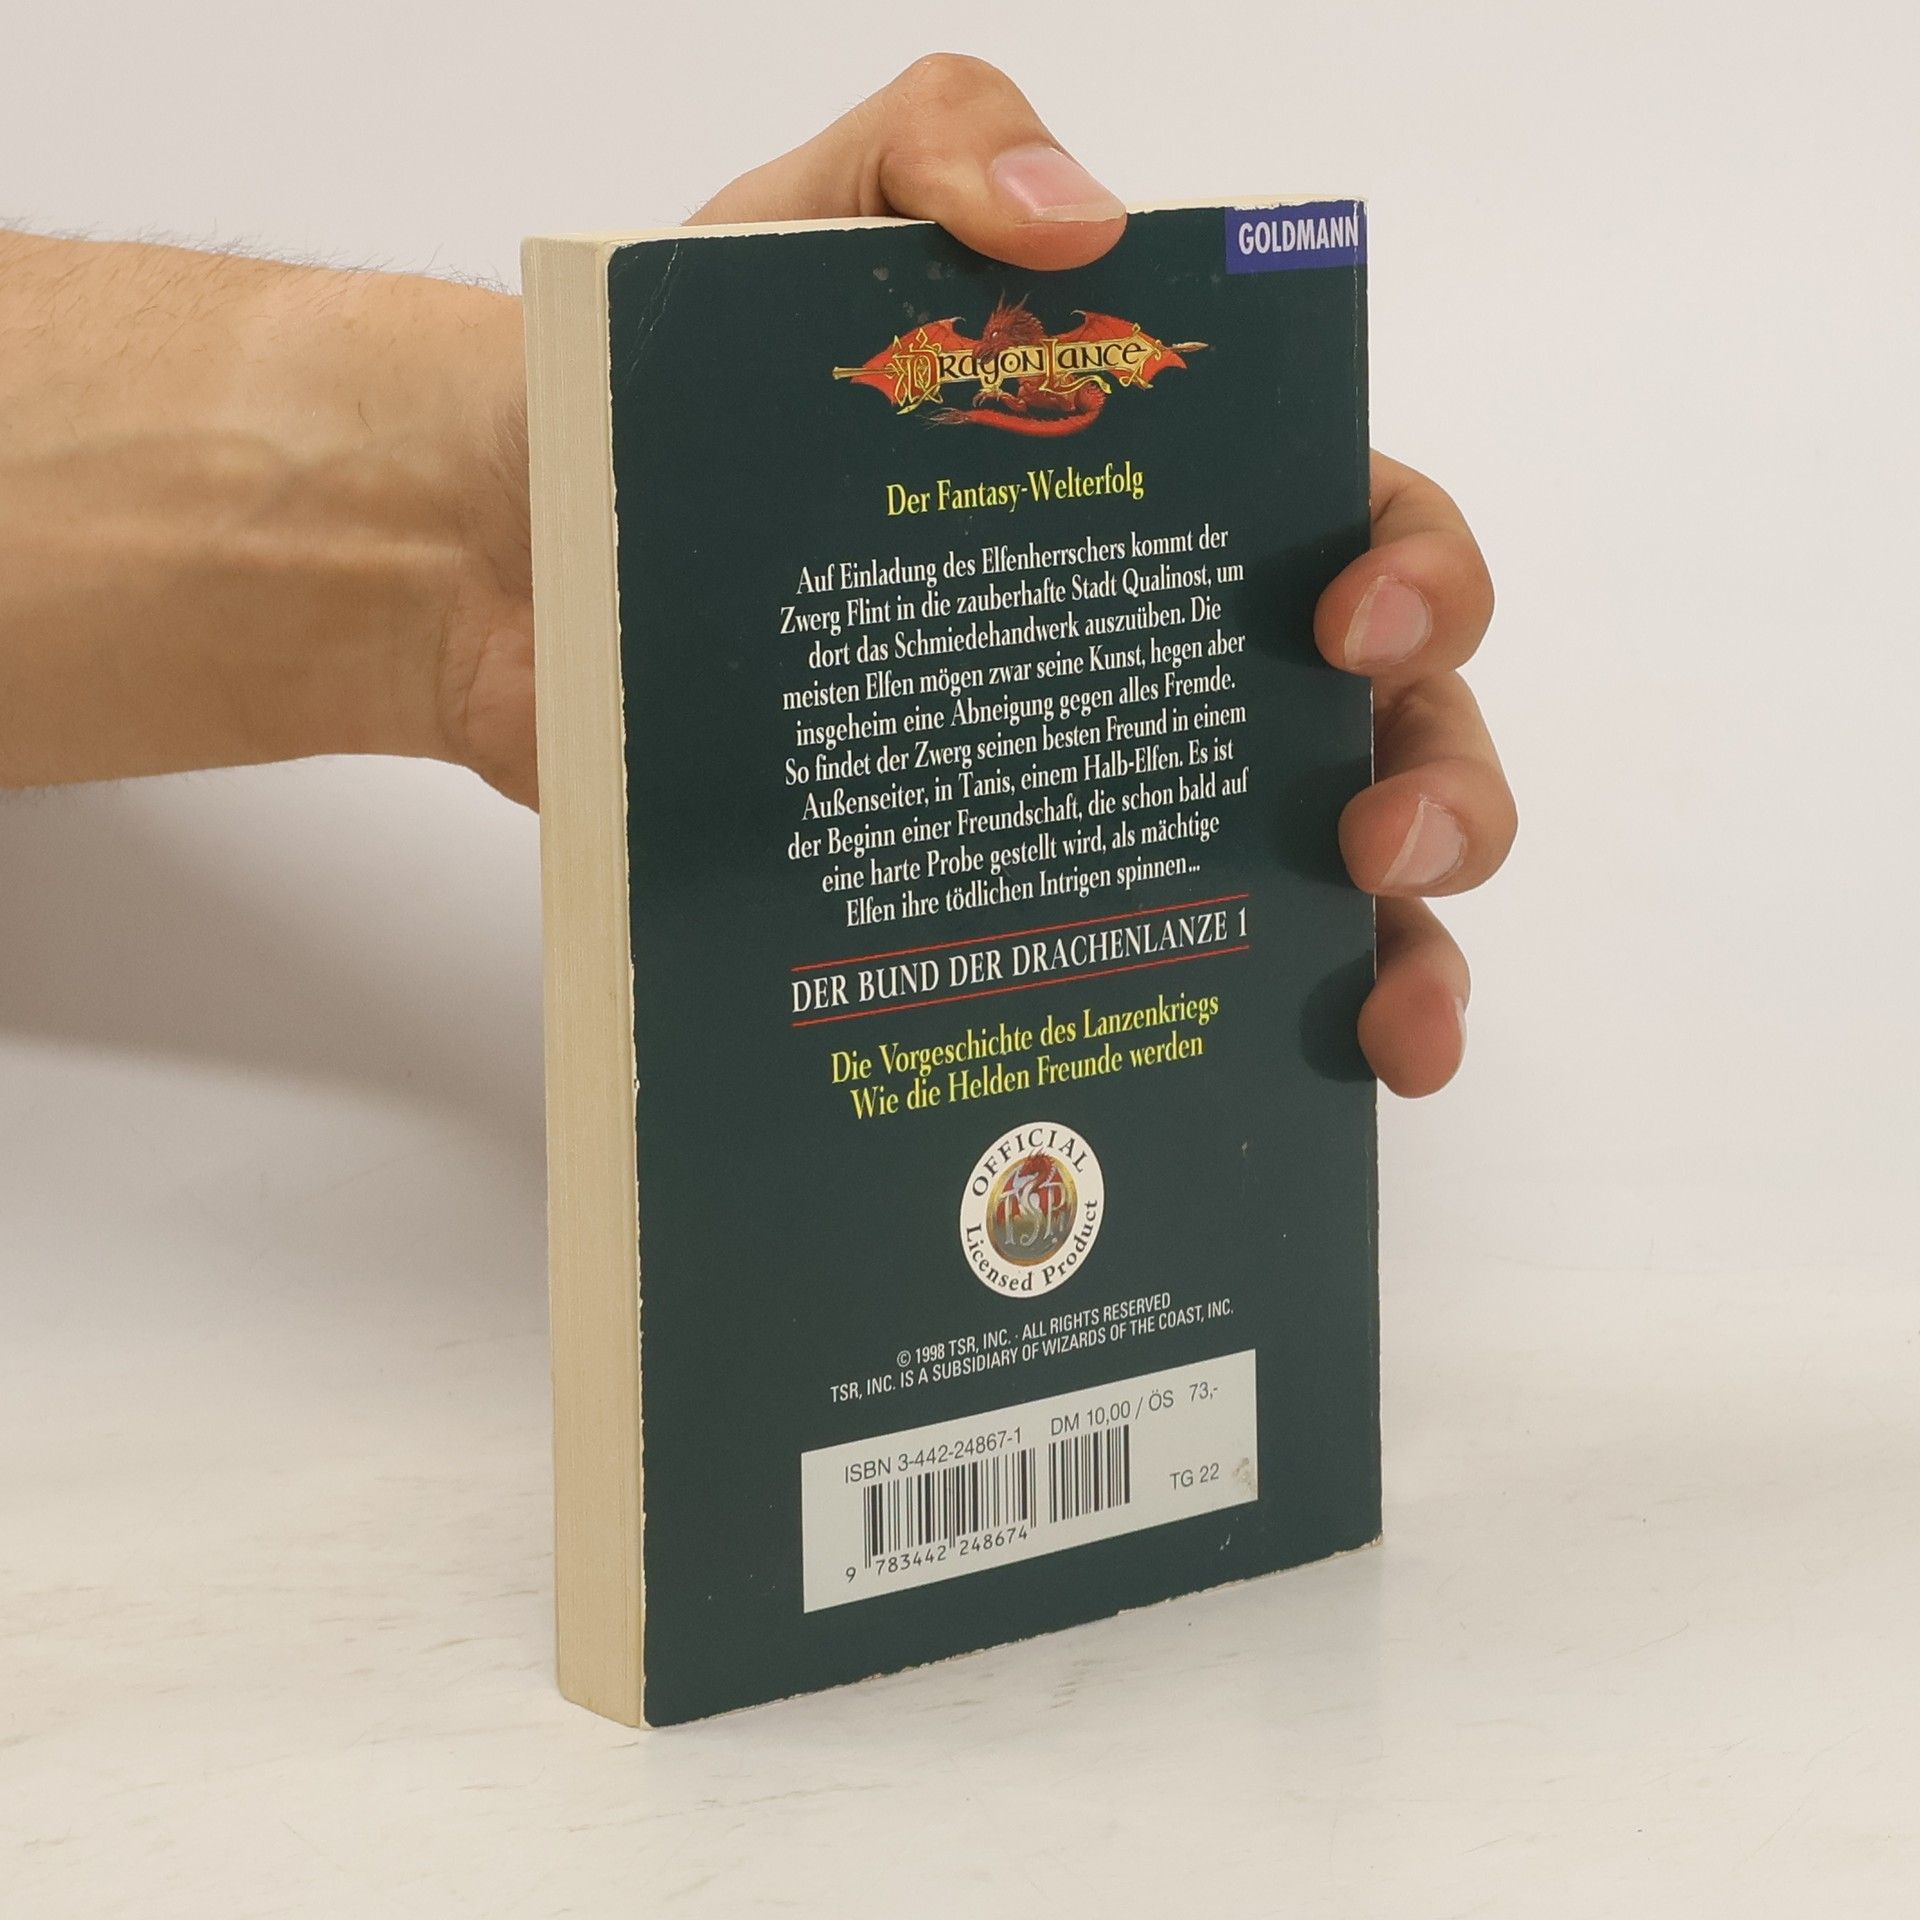 GOLDMANN
DRAGONLANCE
Der Fantasy-Welterfolg
Auf Einladung des Elfenherrschers kommt der
Zwerg Flint in die zauberhafte Stadt Qualinost, um
dort das Schmiedehandwerk auszuüben. Die
meisten Elfen mögen zwar seine Kunst, hegen aber
insgeheim eine Abneigung gegen alles Fremde.
So findet der Zwerg seinen besten Freund in einem
Außenseiter, in Tanis, einem Halb-Elfen. Es ist
der Beginn einer Freundschaft, die schon bald auf
eine harte Probe gestellt wird, als mächtige
Elfen ihre tödlichen Intrigen spinnen...
DER BUND DER DRACHENLANZE 1
Die Vorgeschichte des Lanzenkriegs
Wie die Helden Freunde werden
OFFICIAL
TSR
Licensed Product
© 1998 TSR, INC. · ALL RIGHTS RESERVED
TSR, INC. IS A SUBSIDIARY OF WIZARDS OF THE COAST, INC.
ISBN 3-442-24867-1 DM 10,00 / ÖS 73,-
TG 22
9 783442 248674